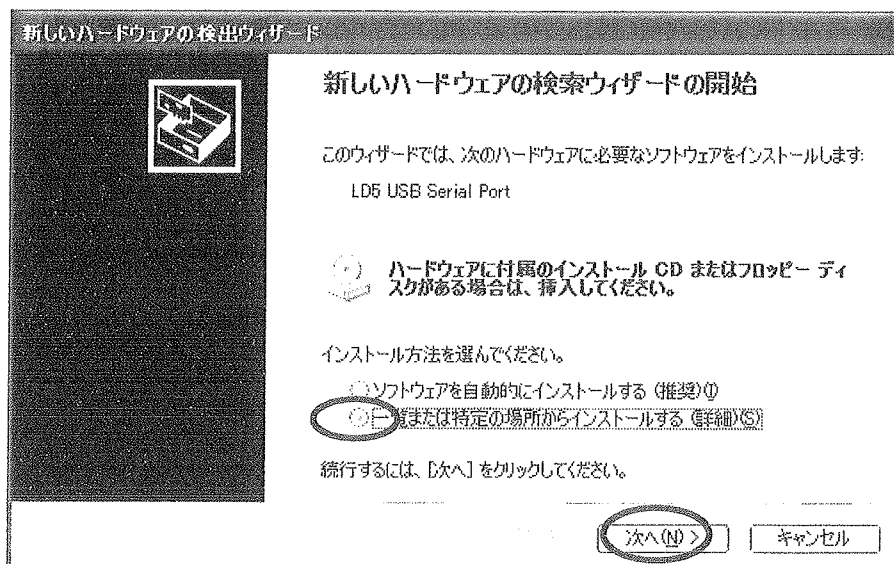 新しいハードウェアの検出ウィザード
新しいハードウェアの検索ウィザードの開始
このウィザードでは、次のハードウェアに必要なソフトウェアをインストールします:
LD5 USB Serial Port
ハードウェアに付属のインストール CD またはフロッピー ディ
スクがある場合は、挿入してください。
インストール方法を選んでください。
ソフトウェアを自動的にインストールする (推奨)(I)
一覧または特定の場所からインストールする (詳細)(S)
続行するには、[次へ] をクリックしてください。
次へ(N) >
キャンセル